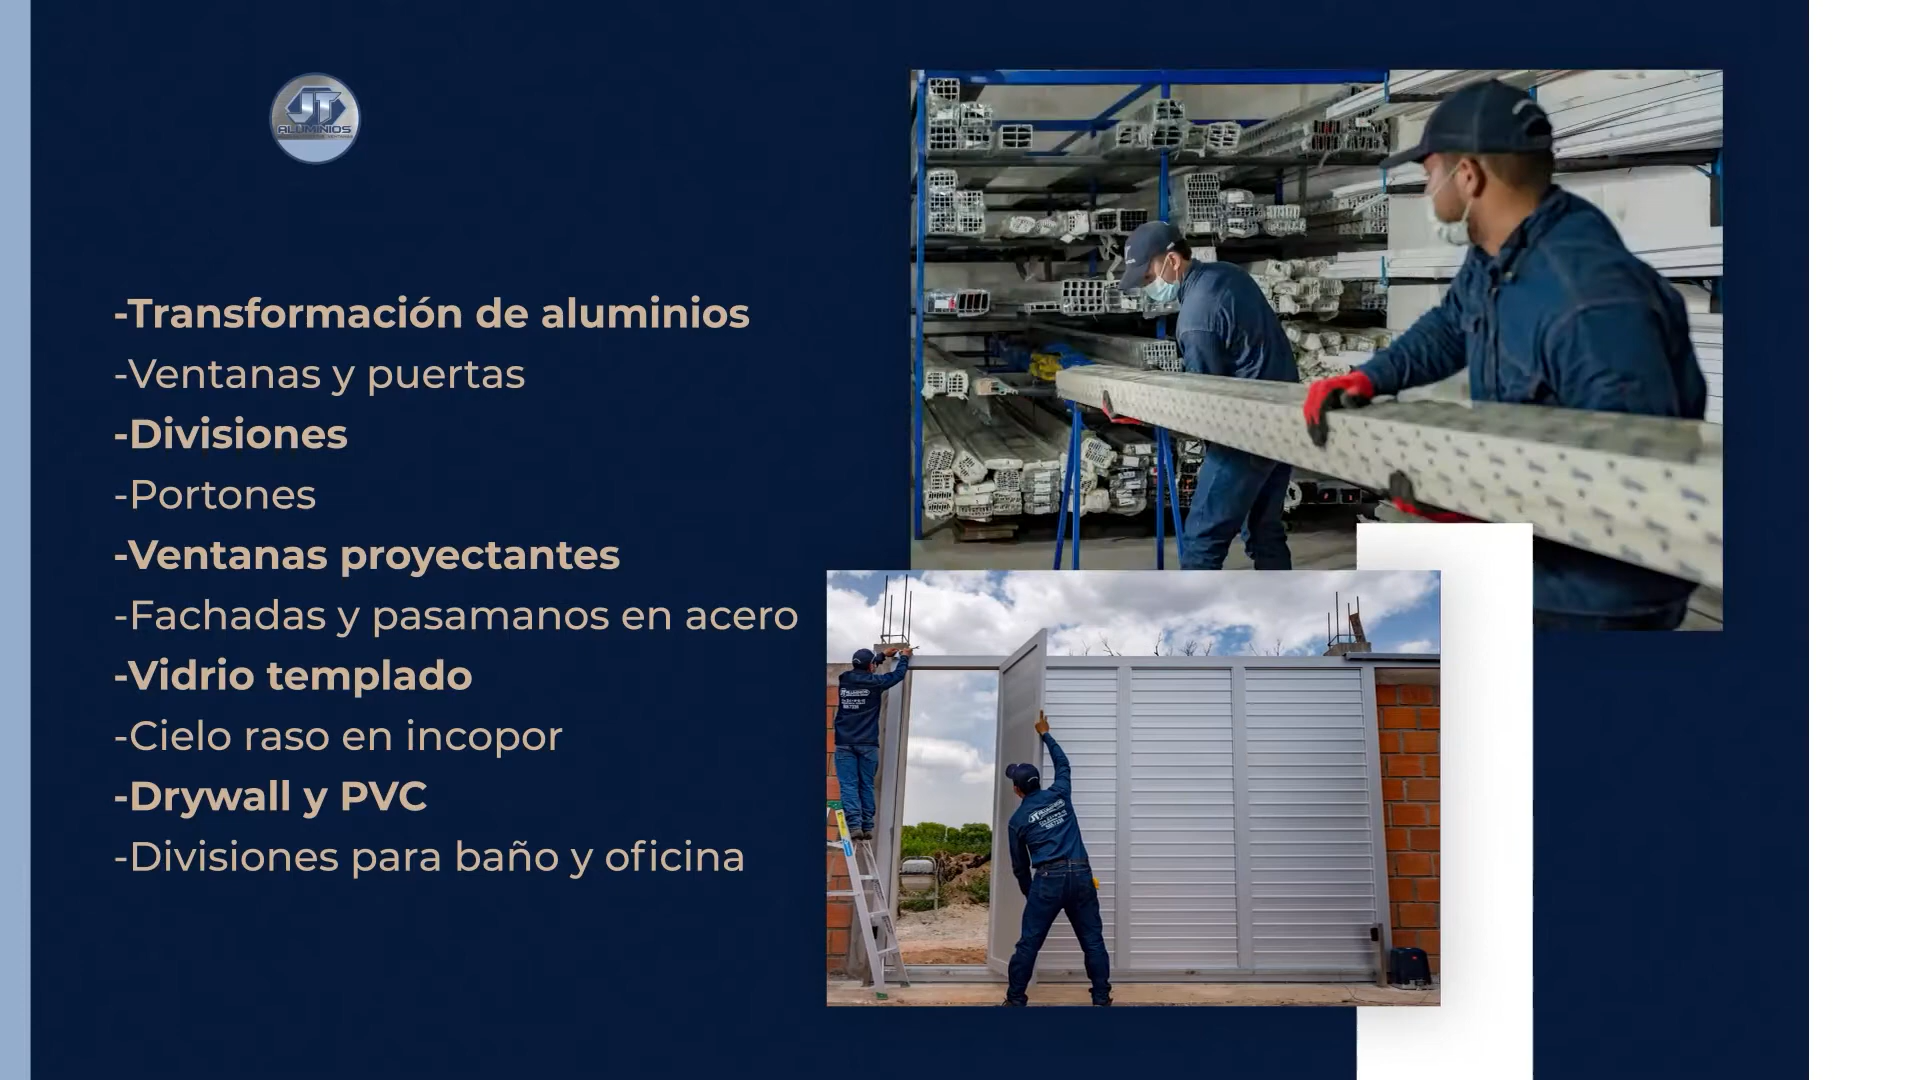 JT
ALUMINIOS
-Transformación de aluminios
-Ventanas y puertas
-Divisiones
-Portones
-Ventanas proyectantes
-Fachadas y pasamanos en acero
-Vidrio templado
-Cielo raso en incopor
-Drywall y PVC
-Divisiones para baño y oficina